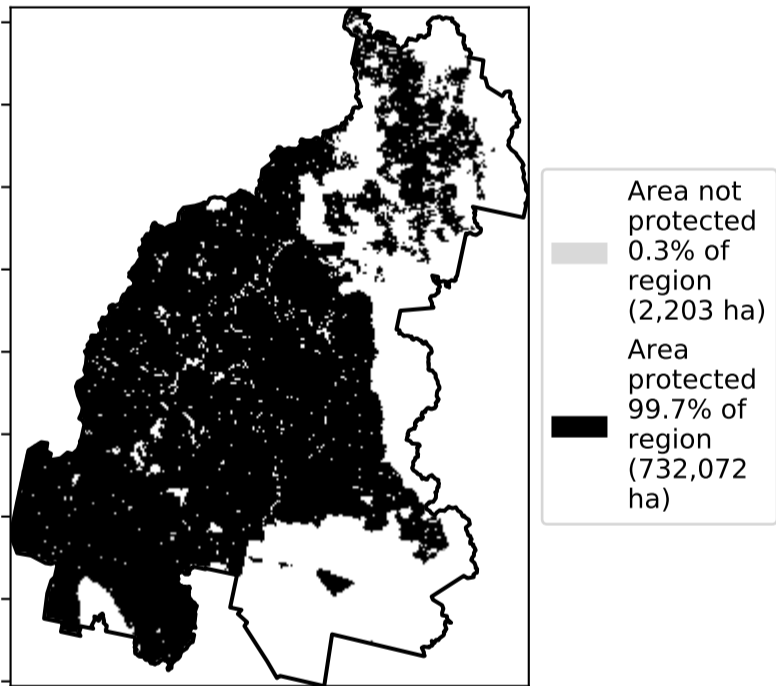 Area not
protected
0.3% of
region
(2,203 ha)
Area
protected
99.7% of
region
(732,072
ha)